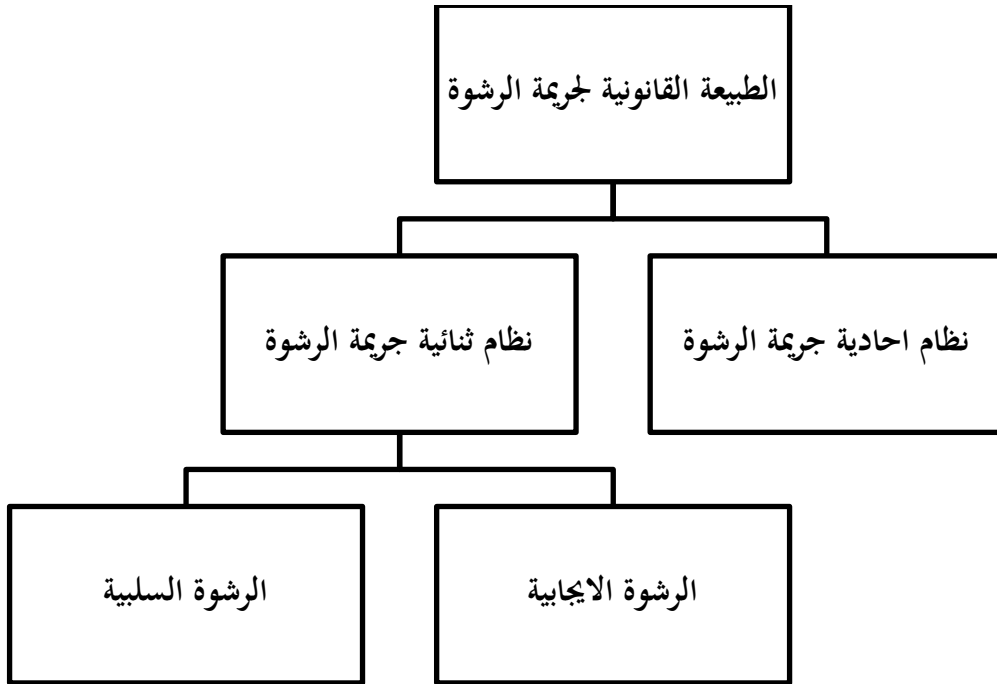 الطبيعة القانونية لجريمة الرشوة
نظام احادية جريمة الرشوة
نظام ثنائية جريمة الرشوة
الرشوة الايجابية
الرشوة السلبية